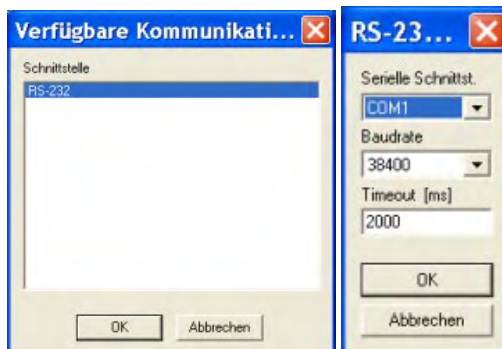 Verfügbare Kommunikati...
Schnittstelle
RS-232
OK
Abbrechen
RS-23...
Serielle Schnittst.
COM1
Baudrate
38400
Timeout [ms]
2000
OK
Abbrechen